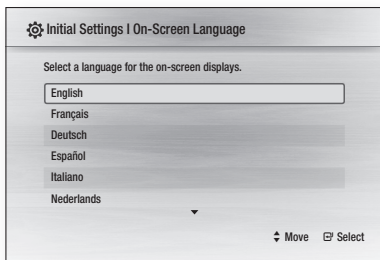 Initial Settings I On-Screen Language
Select a language for the on-screen displays.
English
Français
Deutsch
Español
Italiano
Nederlands
Move Select